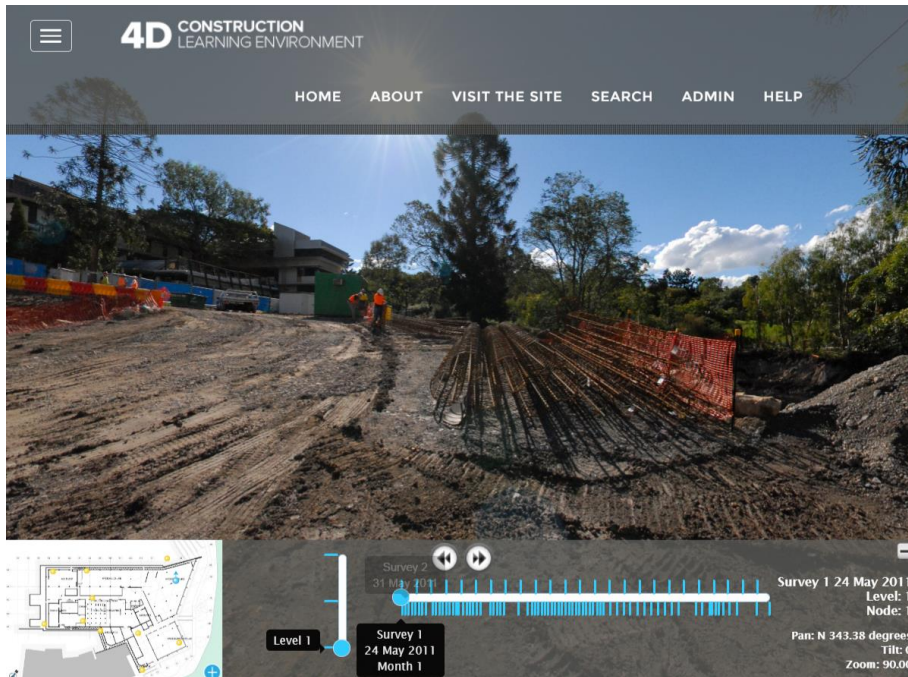 4D CONSTRUCTION
LEARNING ENVIRONMENT
HOME ABOUT VISIT THE SITE SEARCH ADMIN HELP
Survey 2
31 May 2011
Survey 1 24 May 2011
Level: 1
Node: 1
Level 1
Survey 1
24 May 2011
Month 1
Pan: N 343.38 degrees
Tilt:
Zoom: 90.00